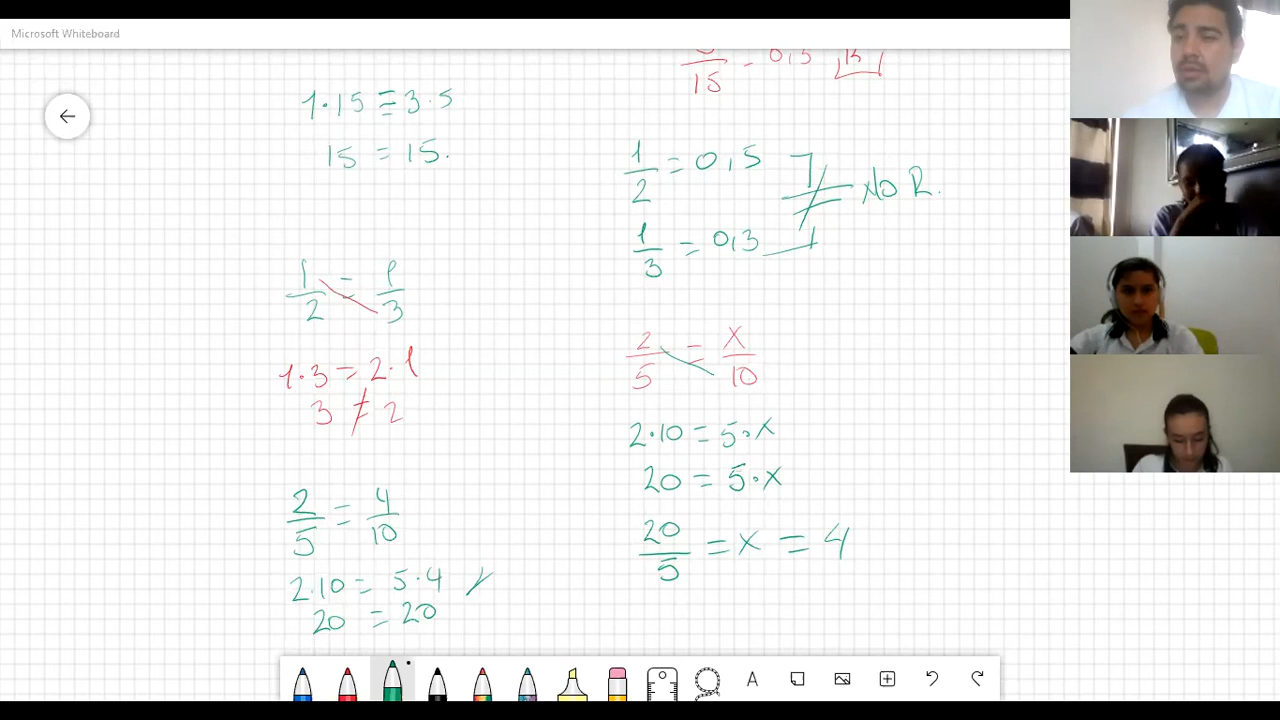 Microsoft Whiteboard
1·15 = 3·5
15 = 15.
1/2 = 1/3
1·3 = 2·1
3 ≠ 2
2/5 = 4/10
2·10 = 5·4
20 = 20
15 - 0,3
1/2 = 0,5
≠ NO R.
1/3 = 0,3
2/5 = x/10
2·10 = 5·x
20 = 5·x
20/5 = x = 4
A